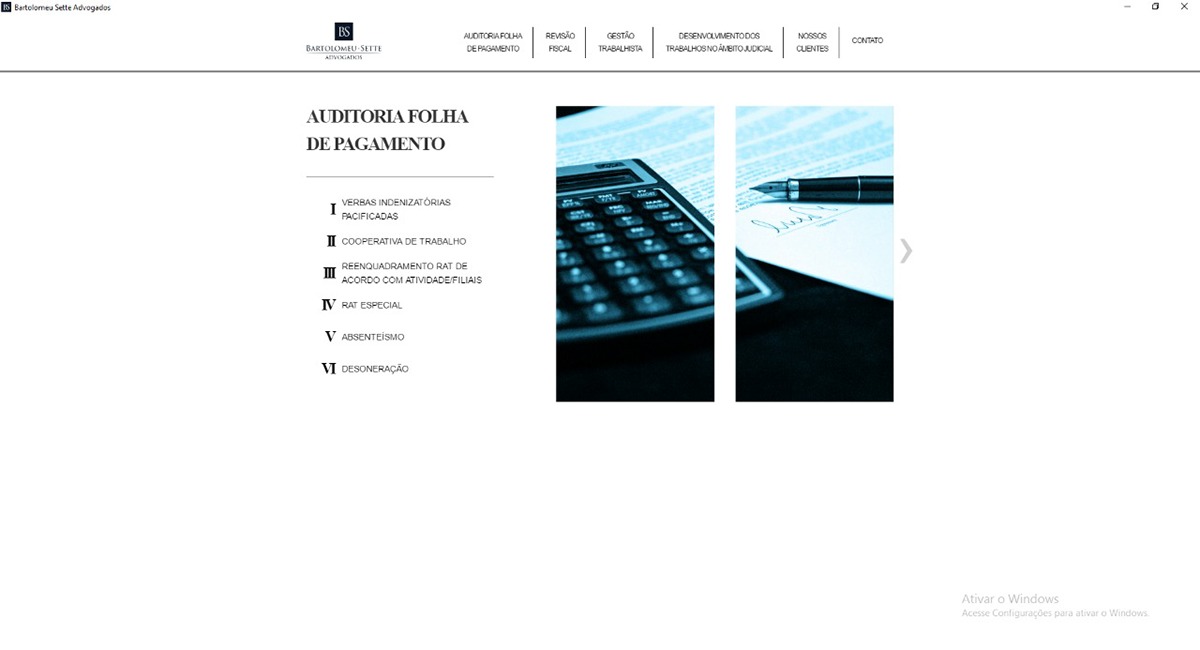 BS Bartolomeu Sette Advogados
BS
BARTOLOMEU·SETTE
ADVOGADOS
AUDITORIA FOLHA
DE PAGAMENTO
REVISÃO
FISCAL
GESTÃO
TRABALHISTA
DESENVOLVIMENTO DOS
TRABALHOS NO ÂMBITO JUDICIAL
NOSSOS
CLIENTES
CONTATO
AUDITORIA FOLHA
DE PAGAMENTO
I VERBAS INDENIZATÓRIAS
PACIFICADAS
II COOPERATIVA DE TRABALHO
III REENQUADRAMENTO RAT DE
ACORDO COM ATIVIDADE/FILIAIS
IV RAT ESPECIAL
V ABSENTEÍSMO
VI DESONERAÇÃO
Ativar o Windows
Acesse Configurações para ativar o Windows.